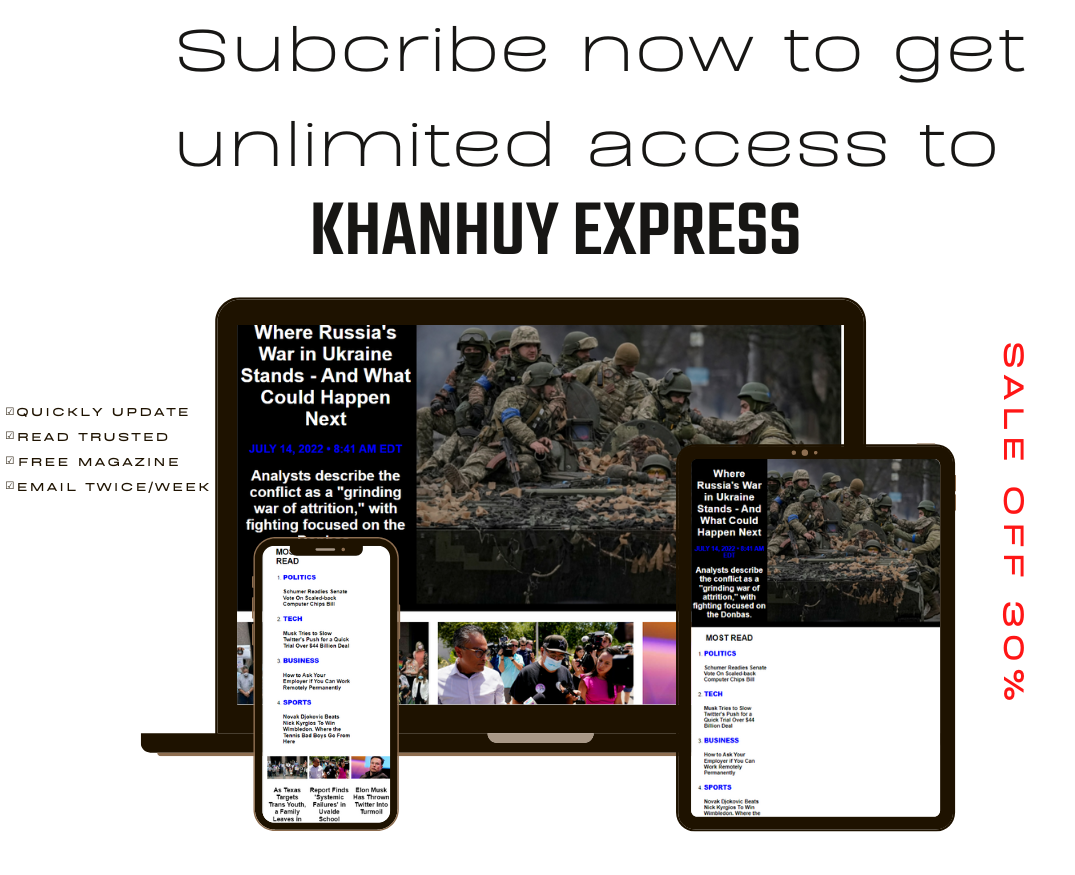 Subcribe now to get
unlimited access to
KHANHUY EXPRESS
☑QUICKLY UPDATE
☑READ TRUSTED
☑FREE MAGAZINE
☑EMAIL TWICE/WEEK
Where Russia's
War in Ukraine
Stands - And What
Could Happen
Next
JULY 14, 2022 • 8:41 AM EDT
Analysts describe the
conflict as a "grinding
war of attrition," with
fighting focused on the
MOST
READ
1 POLITICS
Schumer Readies Senate
Vote On Scaled-back
Computer Chips Bill
2 TECH
Musk Tries to Slow
Twitter's Push for a Quick
Trial Over $44 Billion Deal
3 BUSINESS
How to Ask Your
Employer if You Can Work
Remotely Permanently
4 SPORTS
Novak Djokovic Beats
Nick Kyrgios To Win
Wimbledon. Where the
Tennis Bad Boys Go From
Here
As Texas
Targets
Trans Youth,
a Family
Leaves in
Report Finds
'Systemic
Failures' in
Uvalde
School
Elon Musk
Has Thrown
Twitter Into
Turmoil
Where
Russia's War
in Ukraine
Stands - And
What Could
Happen Next
JULY 14, 2022 • 8:41 AM
EDT
Analysts describe
the conflict as a
"grinding war of
attrition," with
fighting focused on
the Donbas.
MOST READ
1 POLITICS
Schumer Readies Senate
Vote On Scaled-back
Computer Chips Bill
2 TECH
Musk Tries to Slow
Twitter's Push for a
Quick Trial Over $44
Billion Deal
3 BUSINESS
How to Ask Your
Employer if You Can
Work Remotely
Permanently
4 SPORTS
Novak Djokovic Beats
Nick Kyrgios To Win
Wimbledon. Where the
SALE OFF 30%